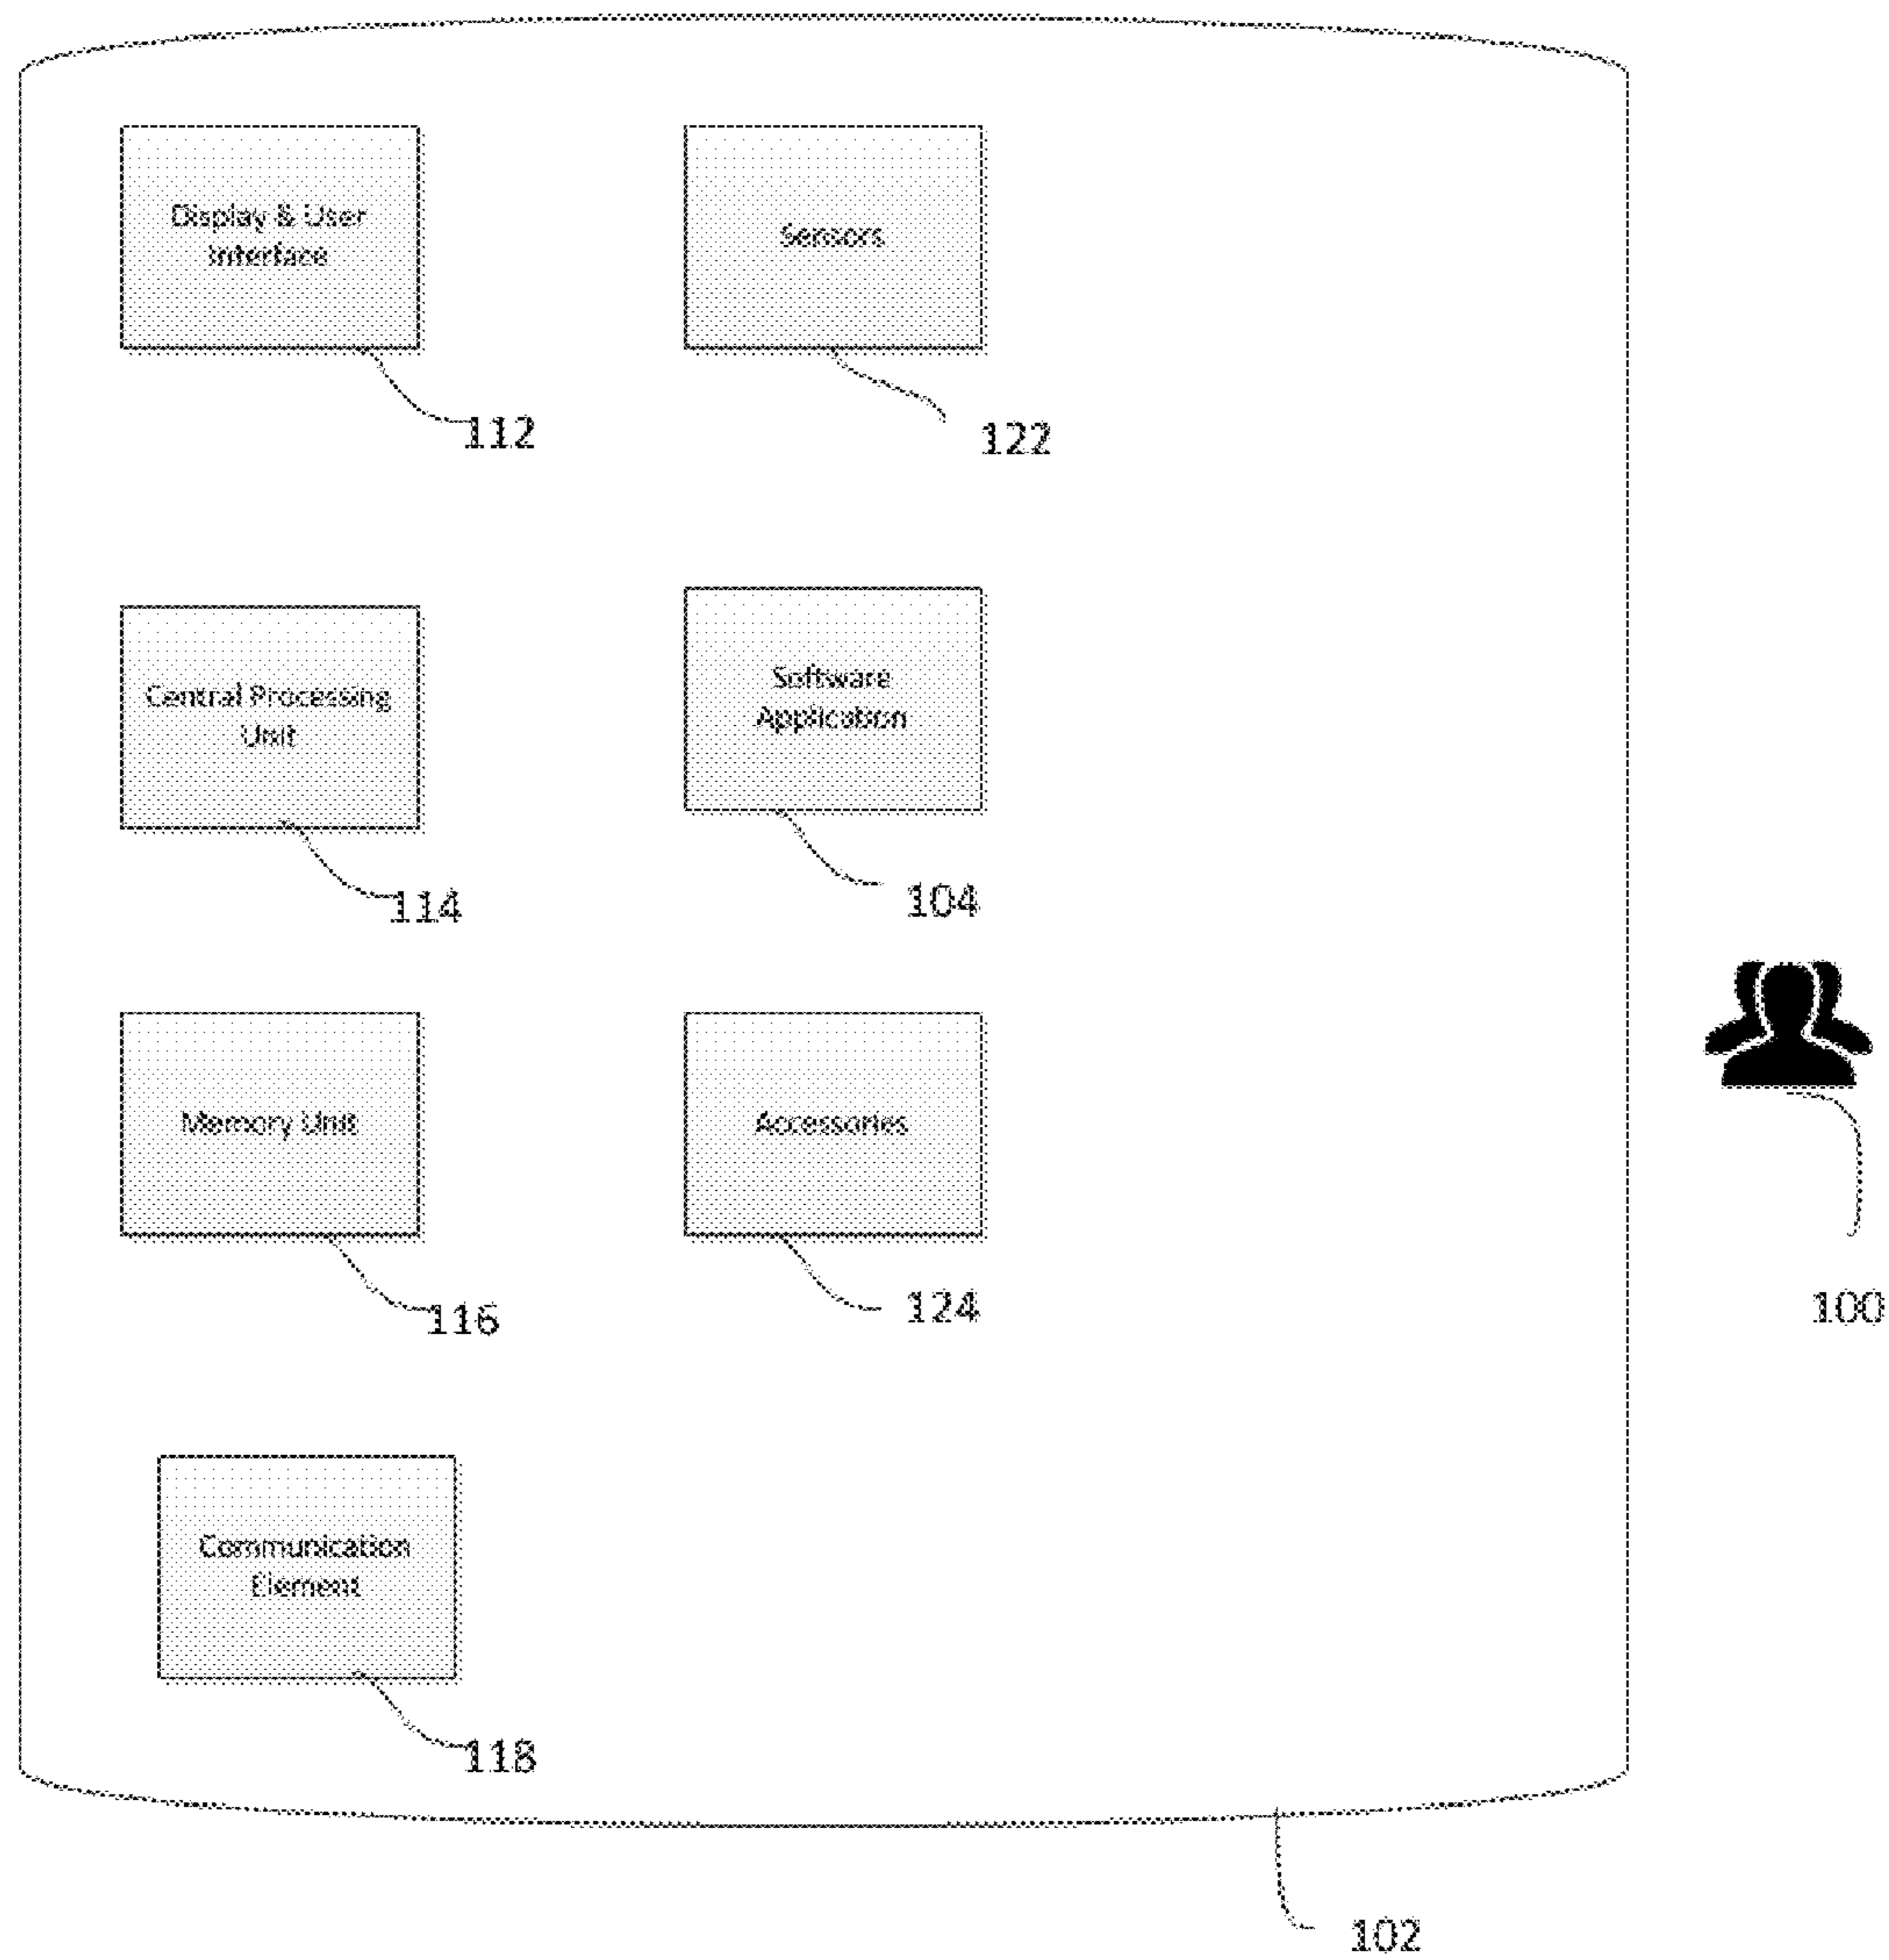 Display & User
Interface
Sensors
112
122
Central Processing
Unit
Software
Application
114
104
Memory Unit
Accessories
116
124
100
Communication
Element
118
102